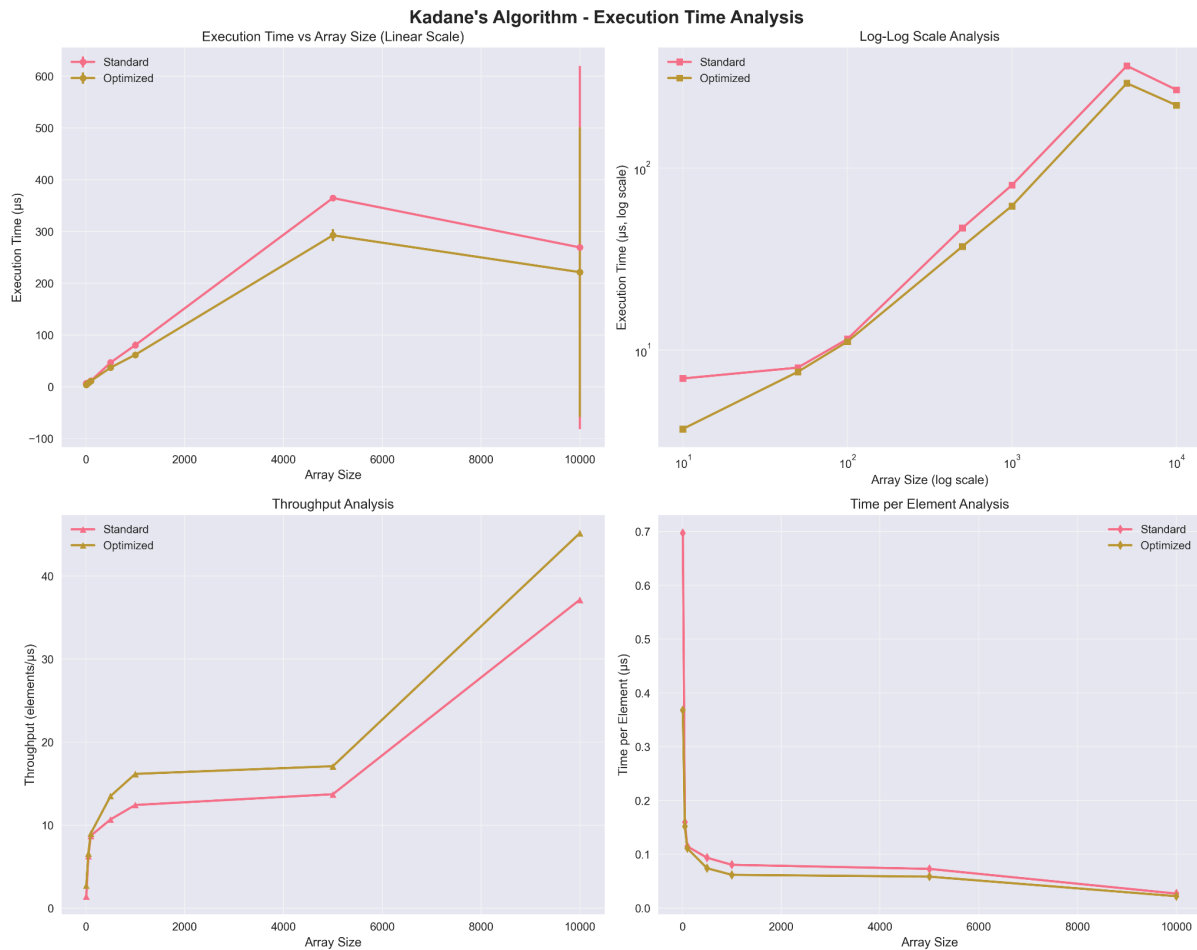 Kadane's Algorithm - Execution Time Analysis
Execution Time vs Array Size (Linear Scale)
Standard
Optimized
600
500
400
300
200
100
0
−100
Execution Time (µs)
0
2000
4000
6000
8000
10000
Array Size
Log-Log Scale Analysis
Standard
Optimized
10²
10¹
Execution Time (µs, log scale)
10¹
10²
10³
10⁴
Array Size (log scale)
Throughput Analysis
Standard
Optimized
40
30
20
10
0
Throughput (elements/µs)
0
2000
4000
6000
8000
10000
Array Size
Time per Element Analysis
Standard
Optimized
0.7
0.6
0.5
0.4
0.3
0.2
0.1
0.0
Time per Element (µs)
0
2000
4000
6000
8000
10000
Array Size